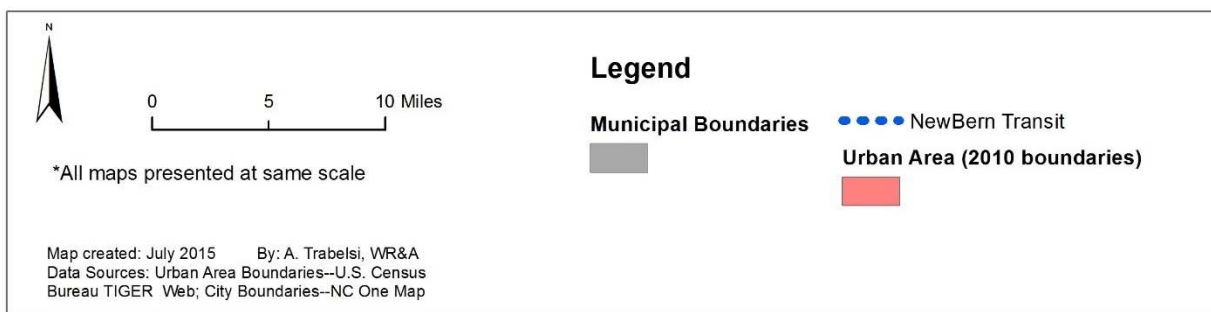 N
0 5 10 Miles
*All maps presented at same scale
Map created: July 2015 By: A. Trabelsi, WR&A
Data Sources: Urban Area Boundaries--U.S. Census
Bureau TIGER Web; City Boundaries--NC One Map
Legend
Municipal Boundaries
NewBern Transit
Urban Area (2010 boundaries)